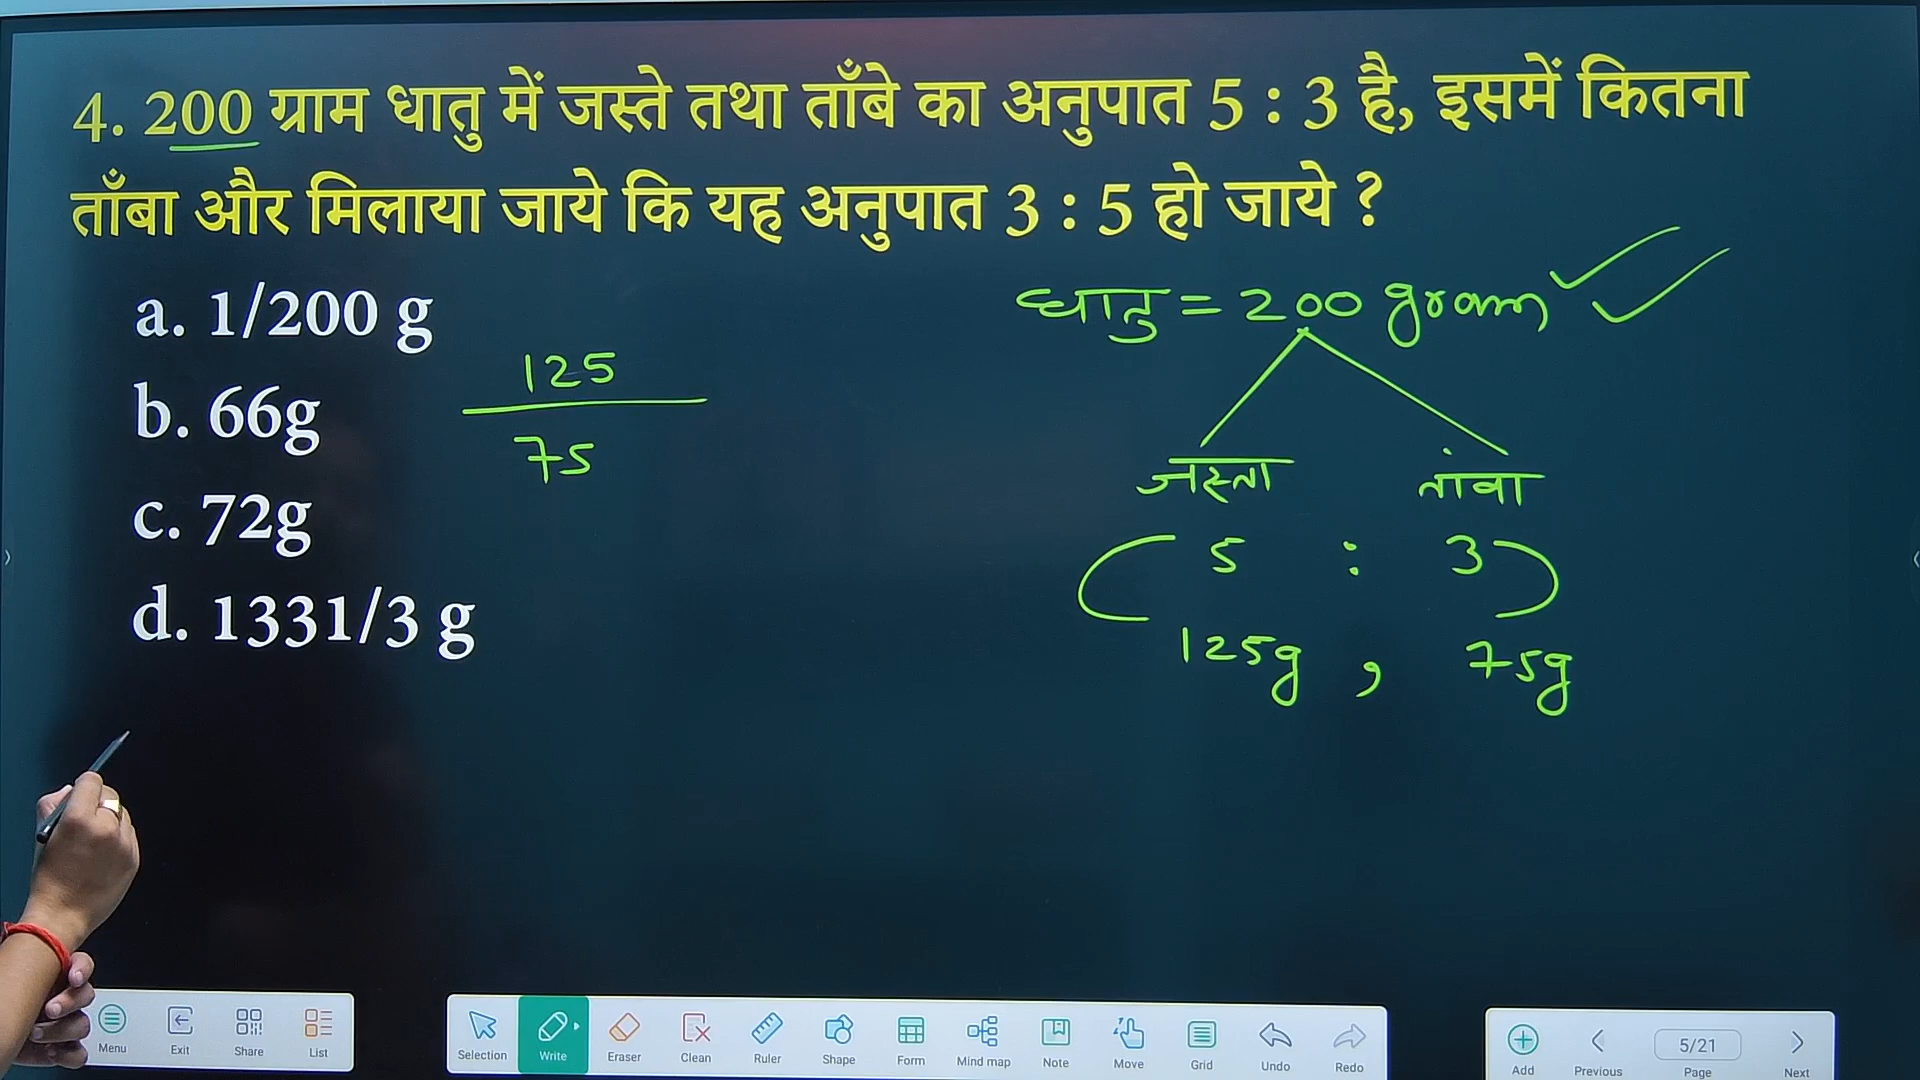 4. 200 ग्राम धातु में जस्ते तथा ताँबे का अनुपात 5 : 3 है, इसमें कितना
ताँबा और मिलाया जाये कि यह अनुपात 3 : 5 हो जाये ?
a. 1/200 g
b. 66g
c. 72g
d. 1331/3 g
125
75
धातु = 200 gram
जस्ता तांबा
5 : 3
125g , 75g
Menu Exit Share List
Selection Write Eraser Clean Ruler Shape Form Mind map Note Move Grid Undo Redo
Add Previous 5/21 Page Next